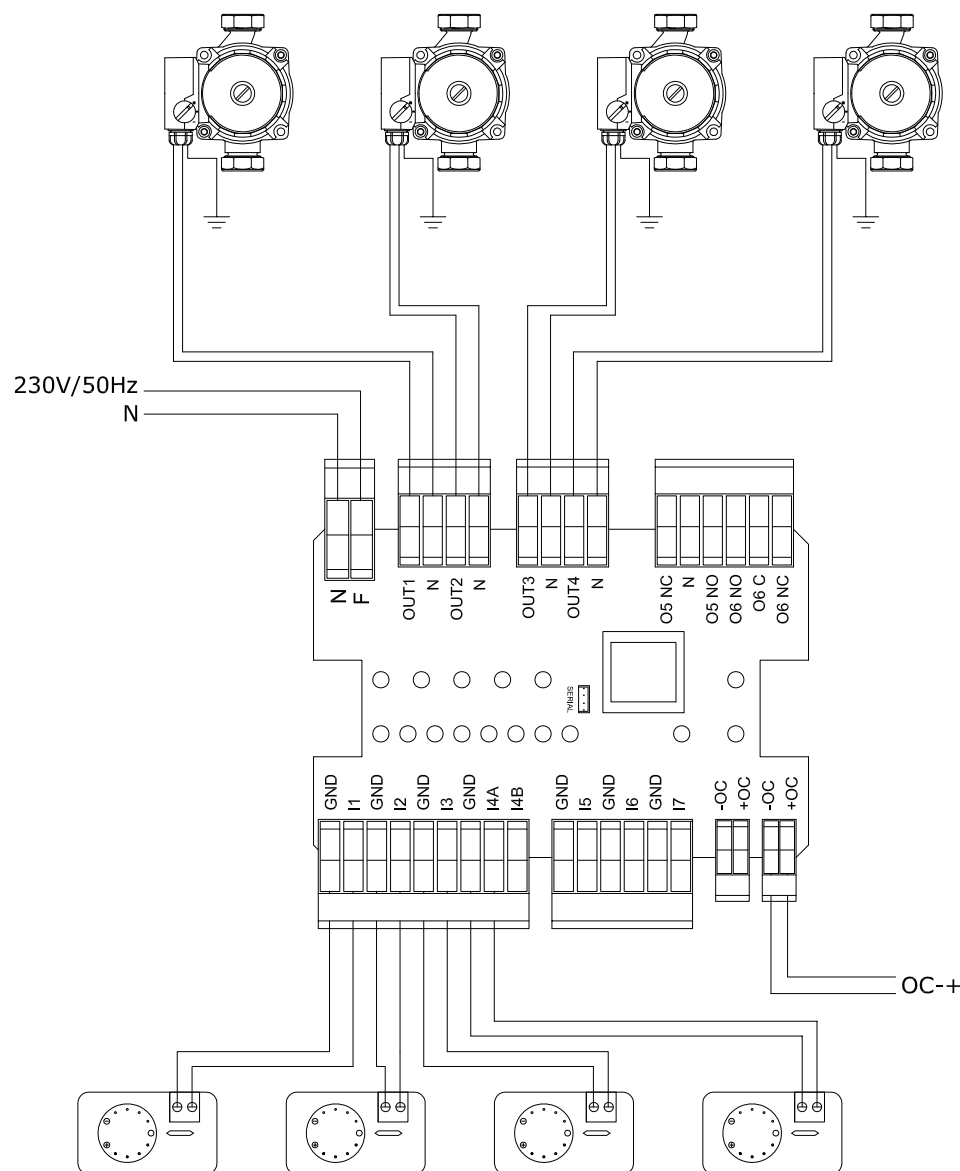 230V/50Hz
N
N
F
OUT1
N
OUT2
N
OUT3
N
OUT4
N
O5 NC
N
O5 NO
O6 NO
O6 C
O6 NC
SERIAL
GND
I1
GND
I2
GND
I3
GND
I4A
I4B
GND
I5
GND
I6
GND
I7
-OC
+OC
-OC
+OC
OC-+